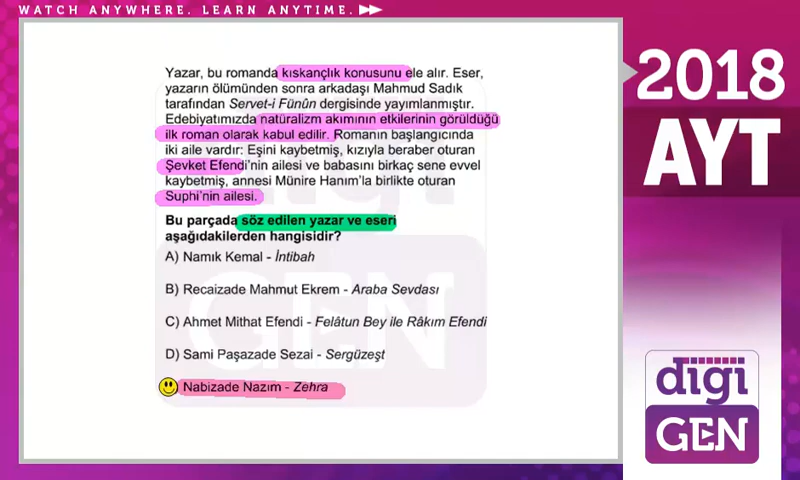 WATCH ANYWHERE. LEARN ANYTIME.
Yazar, bu romanda kıskançlık konusunu ele alır. Eser,
yazarın ölümünden sonra arkadaşı Mahmud Sadık
tarafından Servet-i Fünûn dergisinde yayımlanmıştır.
Edebiyatımızda natüralizm akımının etkilerinin görüldüğü
ilk roman olarak kabul edilir. Romanın başlangıcında
iki aile vardır: Eşini kaybetmiş, kızıyla beraber oturan
Şevket Efendi'nin ailesi ve babasını birkaç sene evvel
kaybetmiş, annesi Münire Hanım'la birlikte oturan
Suphi'nin ailesi.
Bu parçada söz edilen yazar ve eseri
aşağıdakilerden hangisidir?
A) Namık Kemal - İntibah
B) Recaizade Mahmut Ekrem - Araba Sevdası
C) Ahmet Mithat Efendi - Felâtun Bey ile Râkım Efendi
D) Sami Paşazade Sezai - Sergüzeşt
Nabizade Nazım - Zehra
2018
AYT
digi
GEN